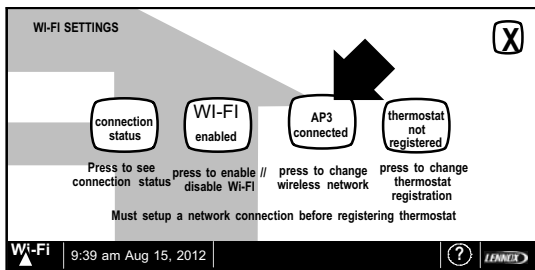 WI-FI SETTINGS
X
connection
status
WI-FI
enabled
AP3
connected
thermostat
not
registered
Press to see
connection status
press to enable //
disable Wi-FI
press to change
wireless network
press to change
thermostat
registration
Must setup a network connection before registering thermostat
Wi-Fi
9:39 am Aug 15, 2012
?
LENNOX